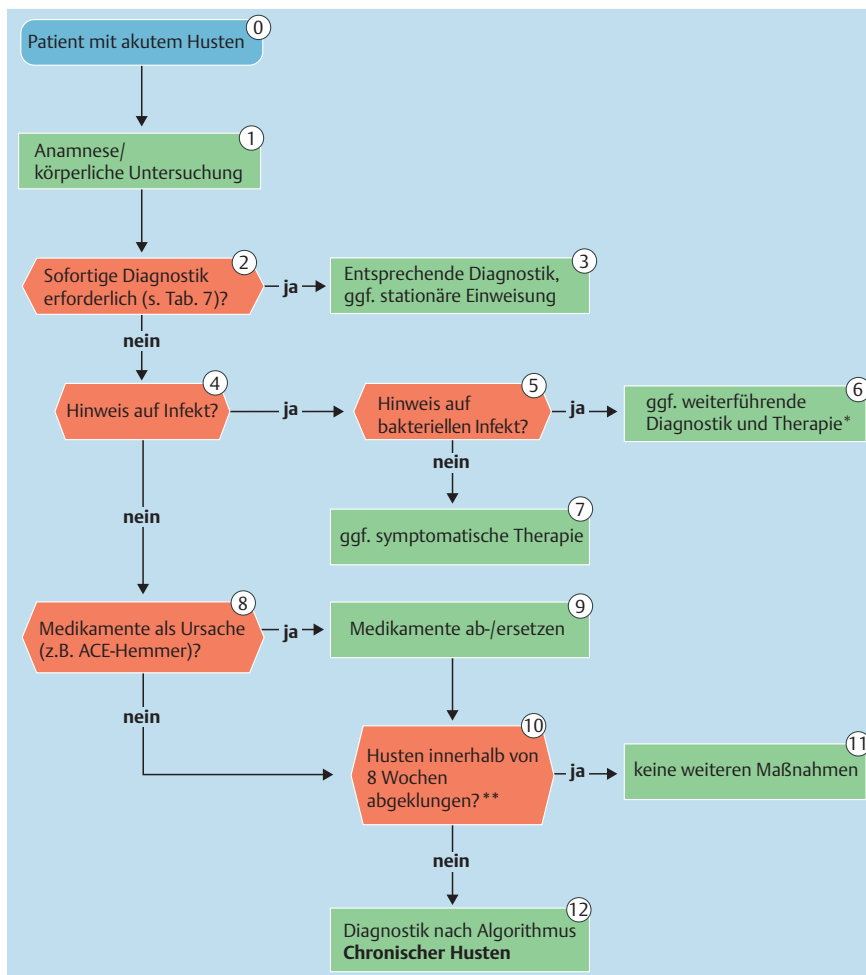 0
Patient mit akutem Husten
1
Anamnese/
körperliche Untersuchung
2
Sofortige Diagnostik
erforderlich (s. Tab. 7)?
ja
3
Entsprechende Diagnostik,
ggf. stationäre Einweisung
nein
4
Hinweis auf Infekt?
ja
5
Hinweis auf
bakteriellen Infekt?
ja
6
ggf. weiterführende
Diagnostik und Therapie*
nein
7
ggf. symptomatische Therapie
nein
8
Medikamente als Ursache
(z.B. ACE-Hemmer)?
ja
9
Medikamente ab-/ersetzen
nein
10
Husten innerhalb von
8 Wochen
abgeklungen?**
ja
11
keine weiteren Maßnahmen
nein
12
Diagnostik nach Algorithmus
Chronischer Husten